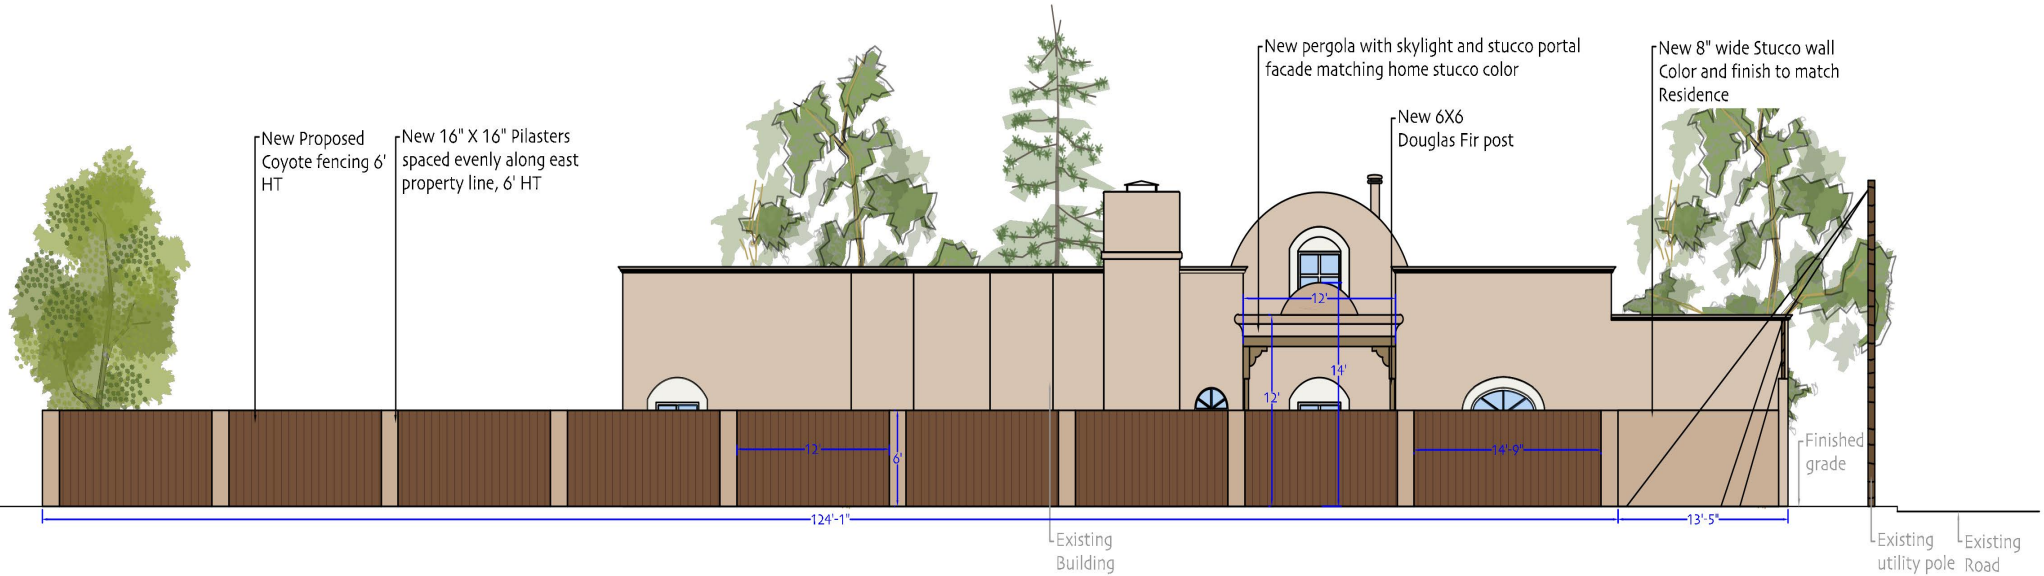 New Proposed
Coyote fencing 6'
HT
New 16" X 16" Pilasters
spaced evenly along east
property line, 6' HT
New pergola with skylight and stucco portal
facade matching home stucco color
New 6X6
Douglas Fir post
New 8" wide Stucco wall
Color and finish to match
Residence
12'
14'
12'
12'
6'
14'-9"
Finished
grade
124'-1"
13'-5"
Existing
Building
Existing
utility pole
Existing
Road